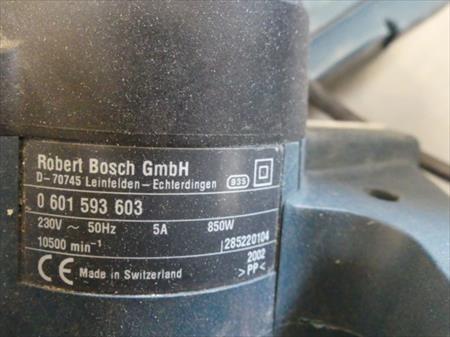 Robert Bosch GmbH
D-70745 Leinfelden-Echterdingen 935
0 601 593 603
230V ~ 50Hz 5A 850W
10500 min⁻¹ 285220104
2002
CE Made in Switzerland >PP<